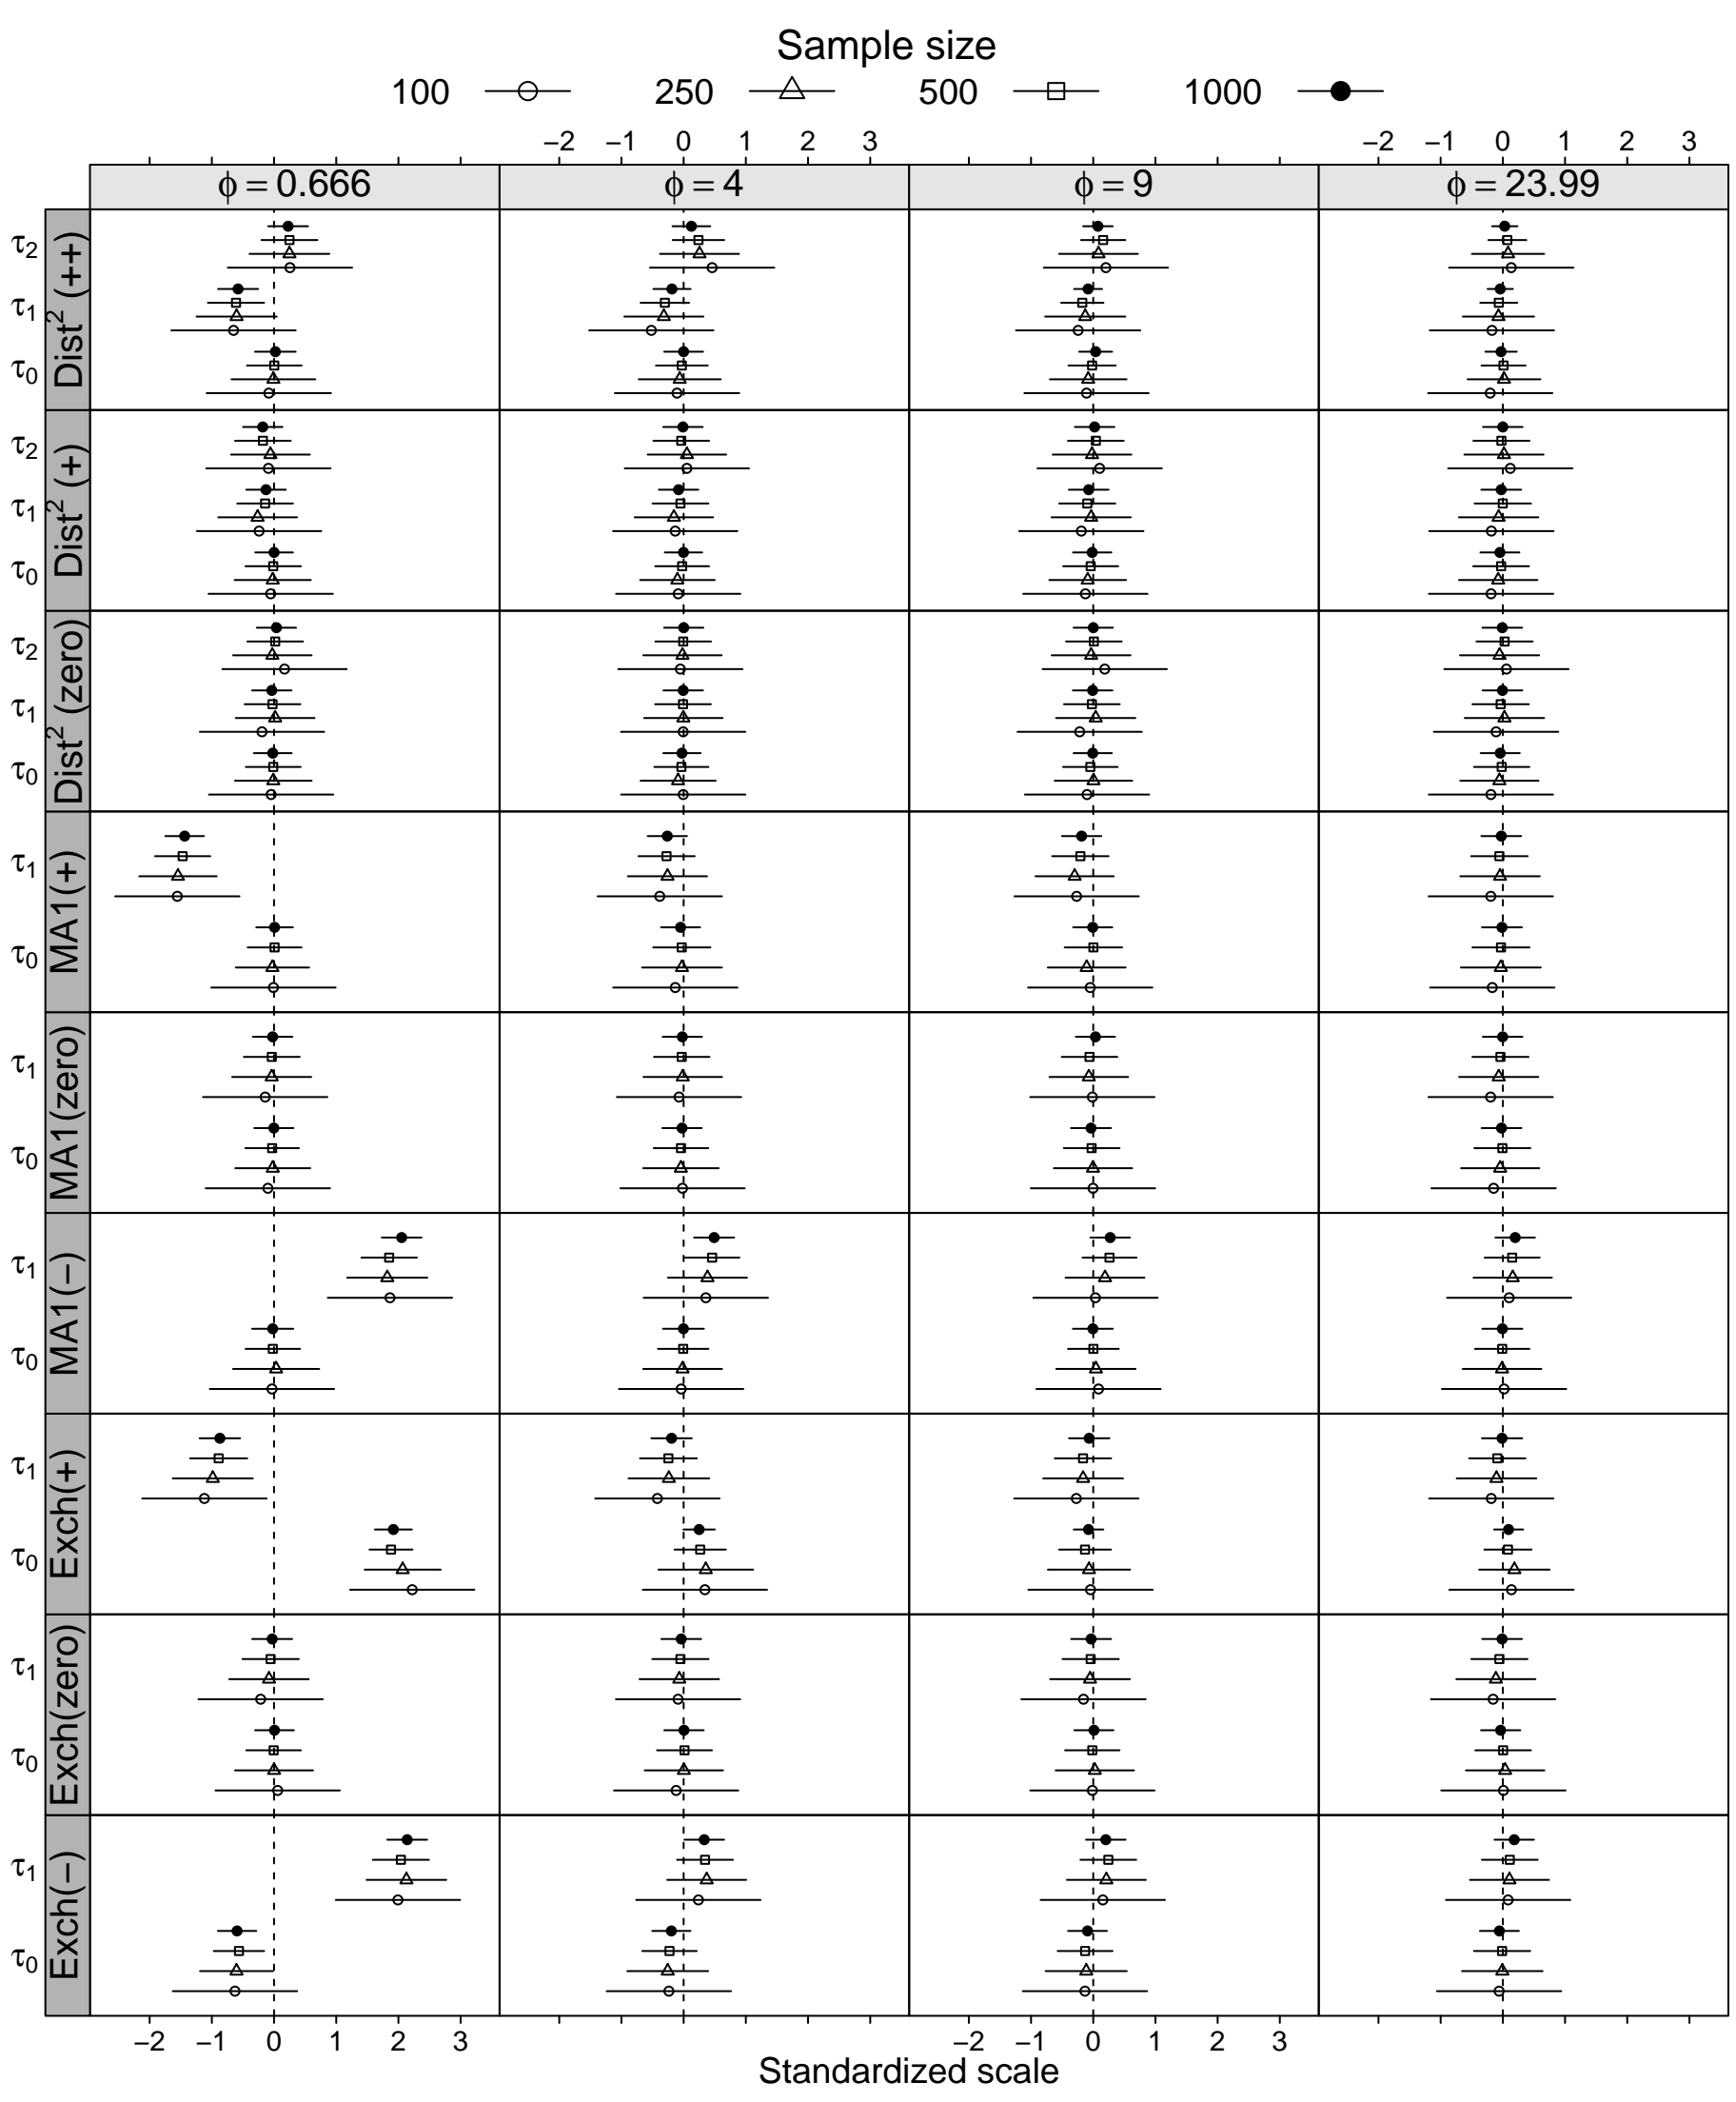 Sample size
100 250 500 1000
−2 −1 0 1 2 3 −2 −1 0 1 2 3
ϕ = 0.666 ϕ = 4 ϕ = 9 ϕ = 23.99
Dist² (++)
τ₂
τ₁
τ₀
Dist² (+)
τ₂
τ₁
τ₀
Dist² (zero)
τ₂
τ₁
τ₀
MA1(+)
τ₁
τ₀
MA1(zero)
τ₁
τ₀
MA1(−)
τ₁
τ₀
Exch(+)
τ₁
τ₀
Exch(zero)
τ₁
τ₀
Exch(−)
τ₁
τ₀
−2 −1 0 1 2 3 −2 −1 0 1 2 3
Standardized scale